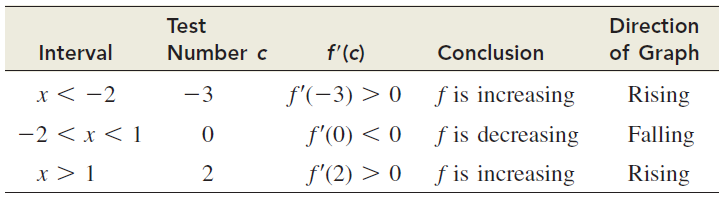 Test Direction
Interval Number c f′(c) Conclusion of Graph
x < −2 −3 f′(−3) > 0 f is increasing Rising
−2 < x < 1 0 f′(0) < 0 f is decreasing Falling
x > 1 2 f′(2) > 0 f is increasing Rising